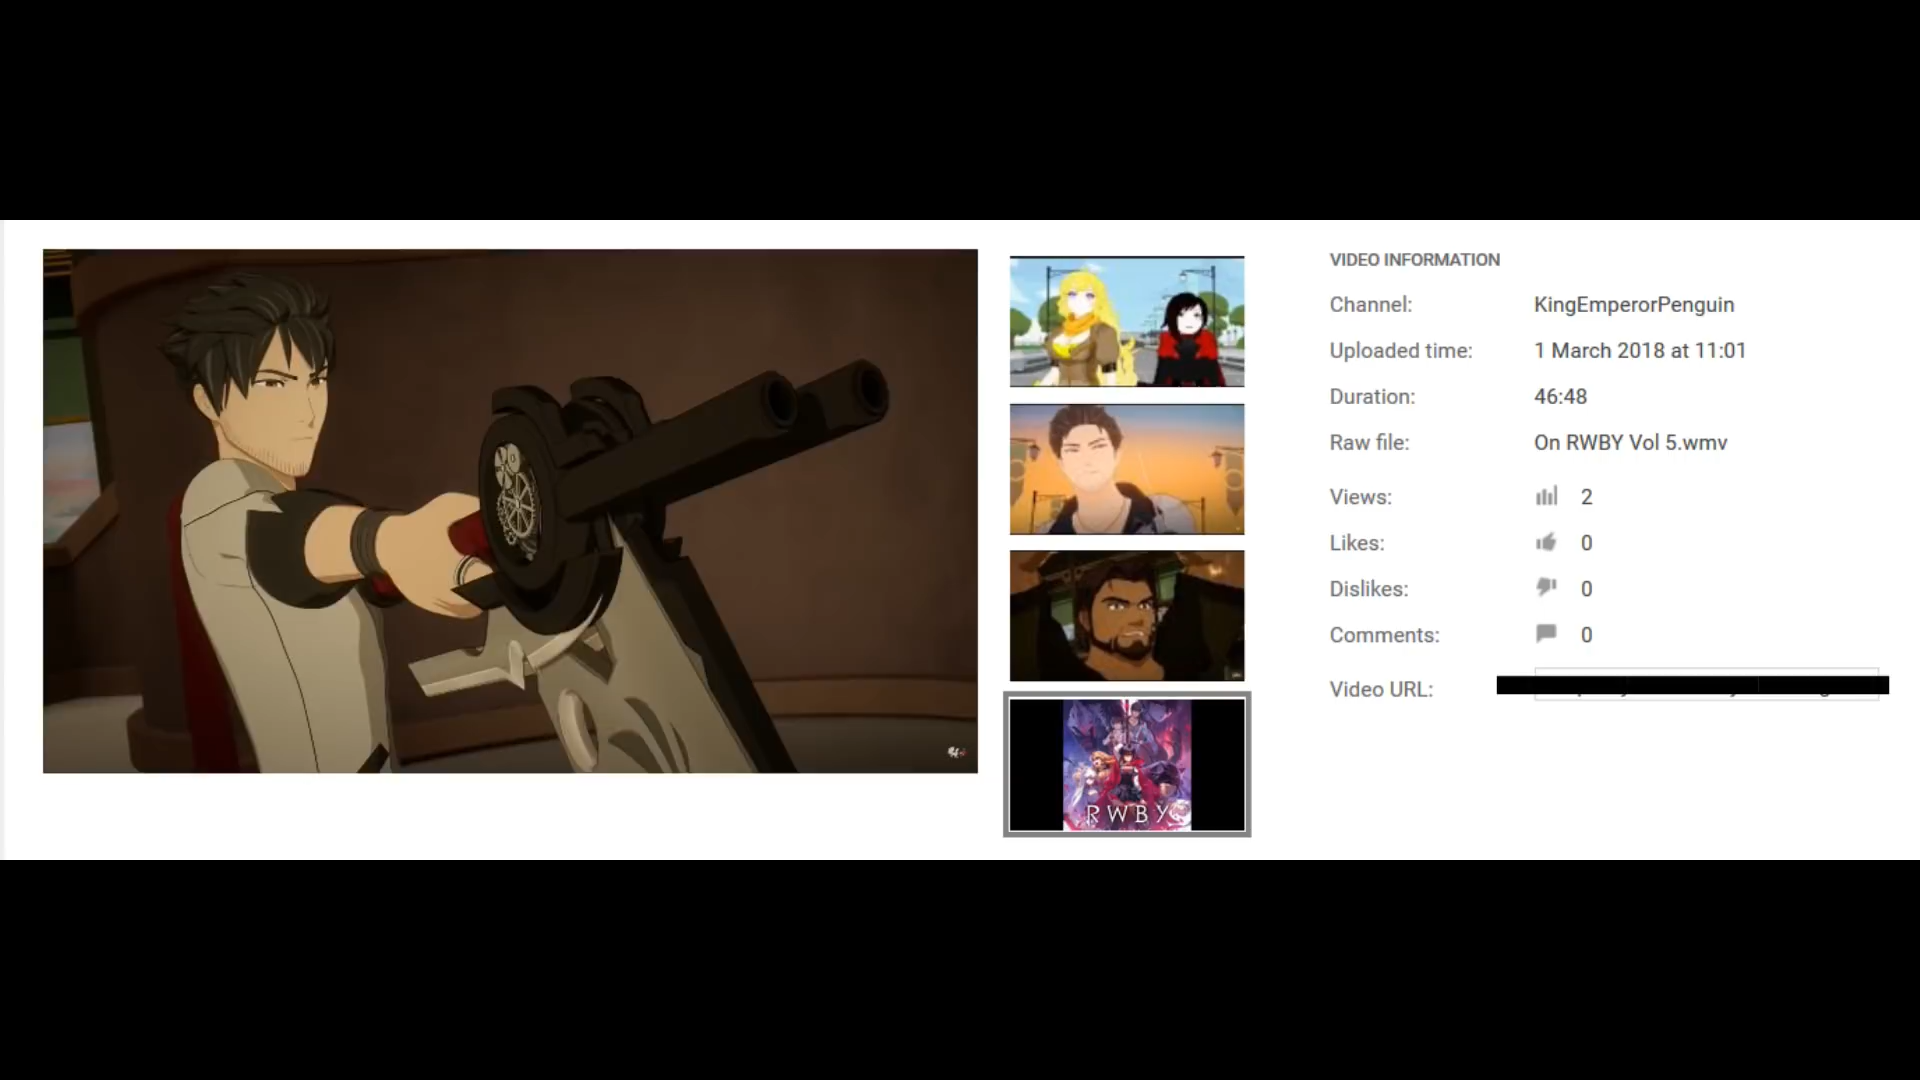 RWBY
VIDEO INFORMATION
Channel: KingEmperorPenguin
Uploaded time: 1 March 2018 at 11:01
Duration: 46:48
Raw file: On RWBY Vol 5.wmv
Views: 2
Likes: 0
Dislikes: 0
Comments: 0
Video URL: